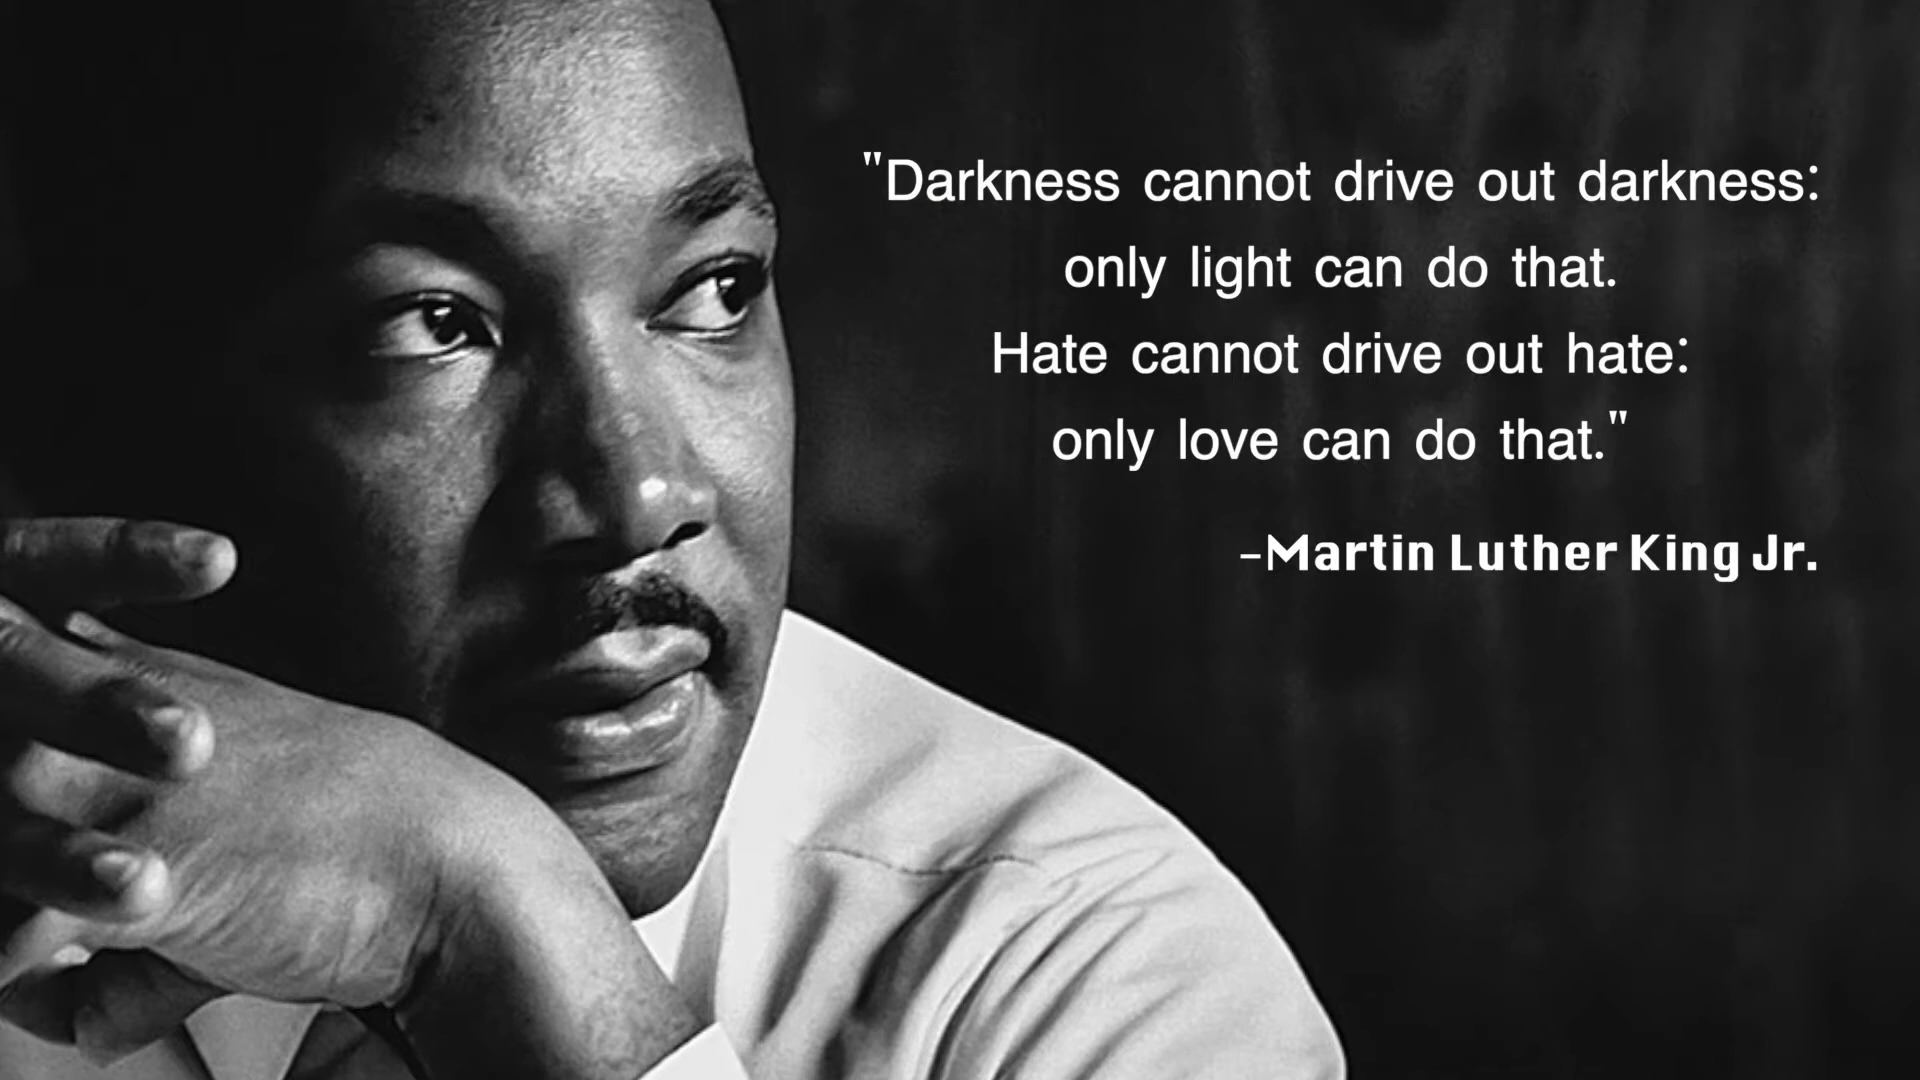 "Darkness cannot drive out darkness:
only light can do that.
Hate cannot drive out hate:
only love can do that."
-Martin Luther King Jr.